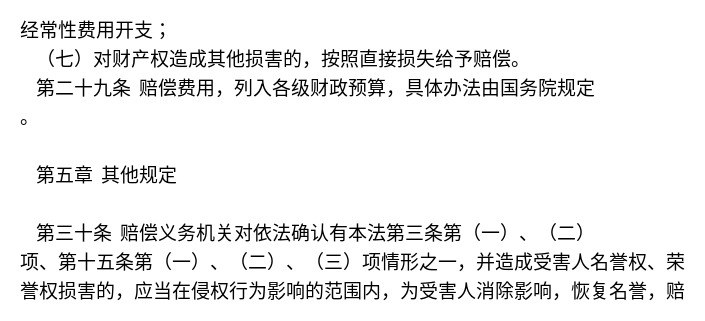 经常性费用开支；
（七）对财产权造成其他损害的，按照直接损失给予赔偿。
第二十九条 赔偿费用，列入各级财政预算，具体办法由国务院规定
。
第五章 其他规定
第三十条 赔偿义务机关对依法确认有本法第三条第（一）、（二）
项、第十五条第（一）、（二）、（三）项情形之一，并造成受害人名誉权、荣
誉权损害的，应当在侵权行为影响的范围内，为受害人消除影响，恢复名誉，赔